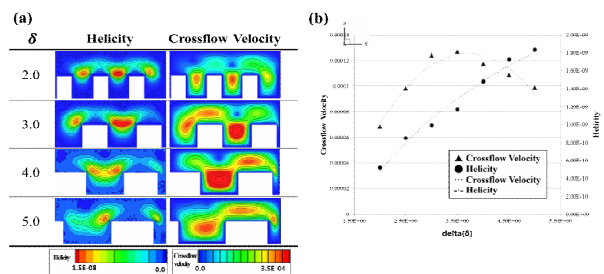 (a)
δ Helicity Crossflow Velocity
2.0
3.0
4.0
5.0
Helicity
1.5E-08 0.0
Crossflow velocity
0.0 3.5E-04
(b)
Z
Y
Crossflow Velocity
0.00014
0.00012
0.00008
0.00006
0.00004
0.00002
0
Helicity
2.00E-09
1.80E-09
1.60E-09
1.40E-09
1.20E-09
1.00E-09
8.00E-10
6.00E-10
4.00E-10
2.00E-10
0.00E+00
1.50E+00 2.50E+00 3.50E+00 4.50E+00 5.50E+00
delta(δ)
Crossflow Velocity
Helicity
Crossflow Velocity
Helicity